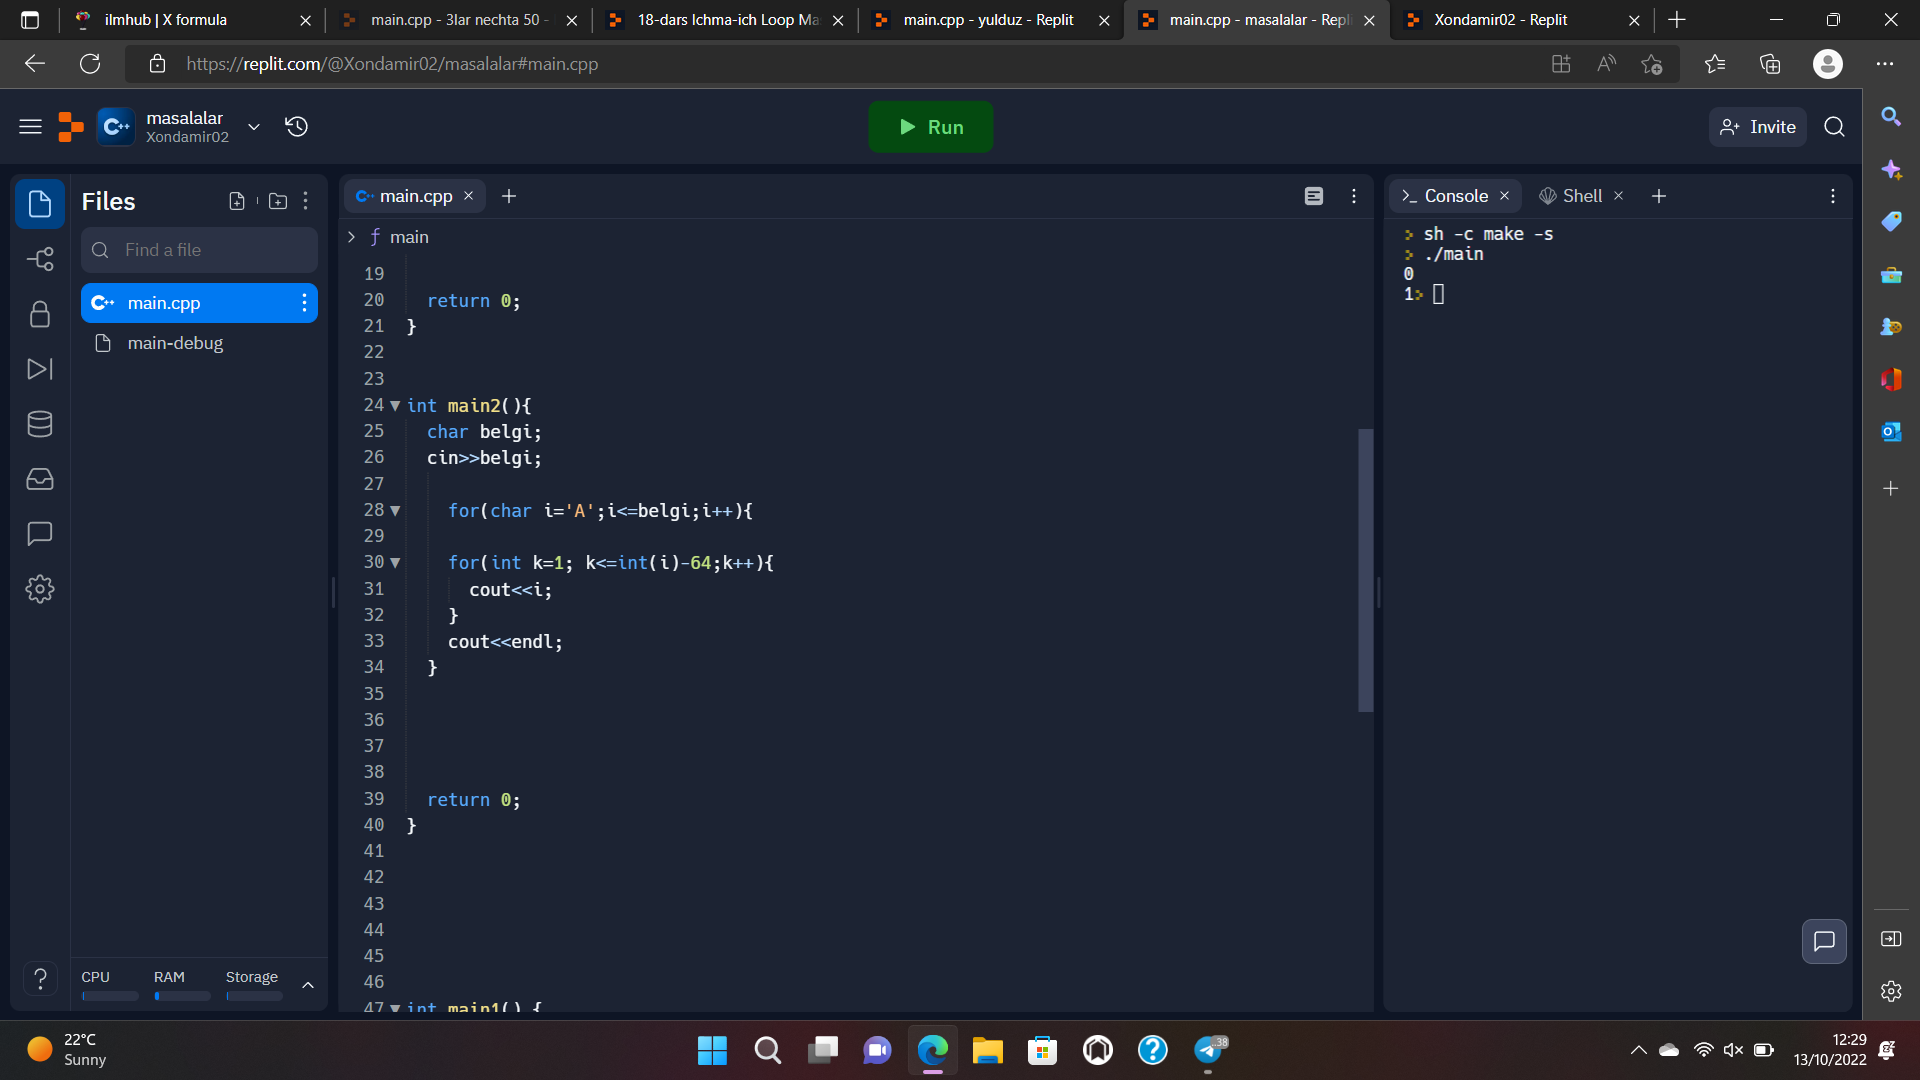 ilmhub | X formula
main.cpp - 3lar nechta 50 -
18-dars Ichma-ich Loop Ma
main.cpp - yulduz - Replit
main.cpp - masalalar - Repl
Xondamir02 - Replit
https://replit.com/@Xondamir02/masalalar#main.cpp
masalalar
Xondamir02
Run
Invite
Files
Find a file
main.cpp
main-debug
CPU RAM Storage
main.cpp
main
19
20 return 0;
21 }
22
23
24 int main2(){
25 char belgi;
26 cin>>belgi;
27
28 for(char i='A';i<=belgi;i++){
29
30 for(int k=1; k<=int(i)-64;k++){
31 cout<<i;
32 }
33 cout<<endl;
34 }
35
36
37
38
39 return 0;
40 }
41
42
43
44
45
46
47 int main1() {
Console
Shell
sh -c make -s
./main
0
1
22°C
Sunny
38
12:29
13/10/2022